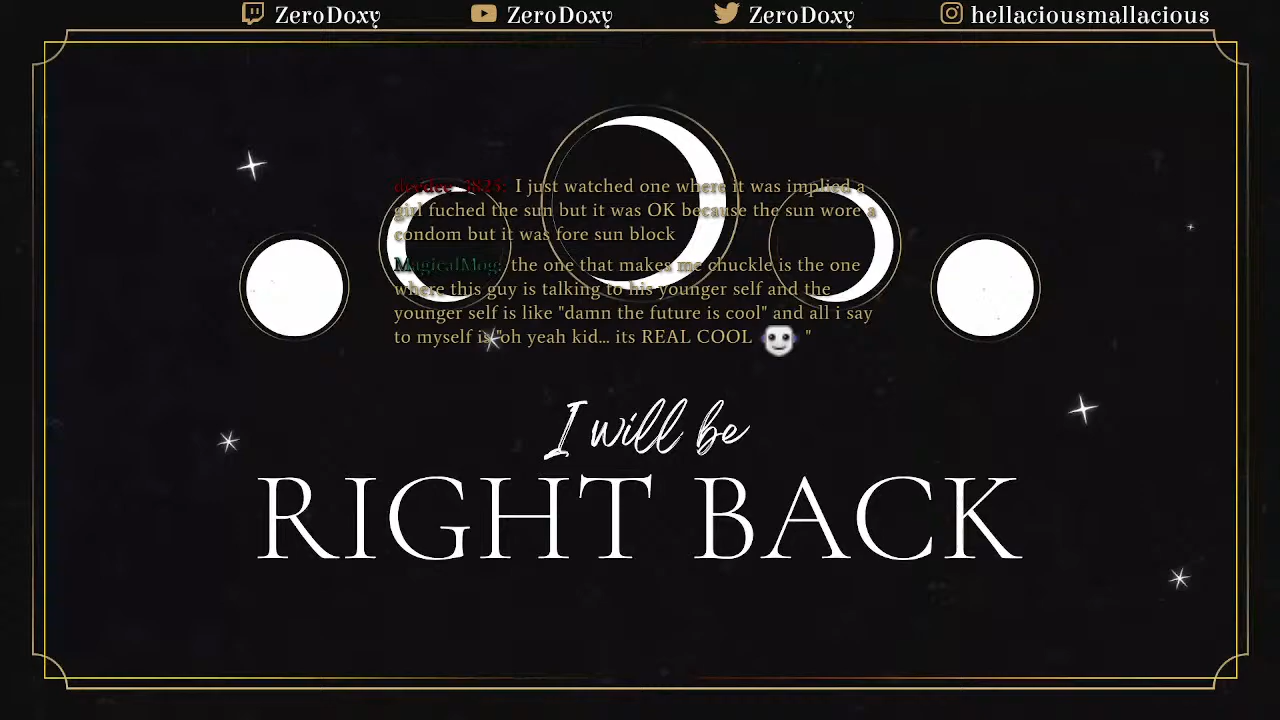 ZeroDoxy ZeroDoxy ZeroDoxy hellaciousmallacious
I just watched one where it was implied a
girl fuched the sun but it was OK because the sun wore a
condom but it was fore sun block
MagicalMog: the one that makes me chuckle is the one
where this guy is talking to his younger self and the
younger self is like "damn the future is cool" and all i say
to myself is "oh yeah kid... its REAL COOL "
I will be
RIGHT BACK